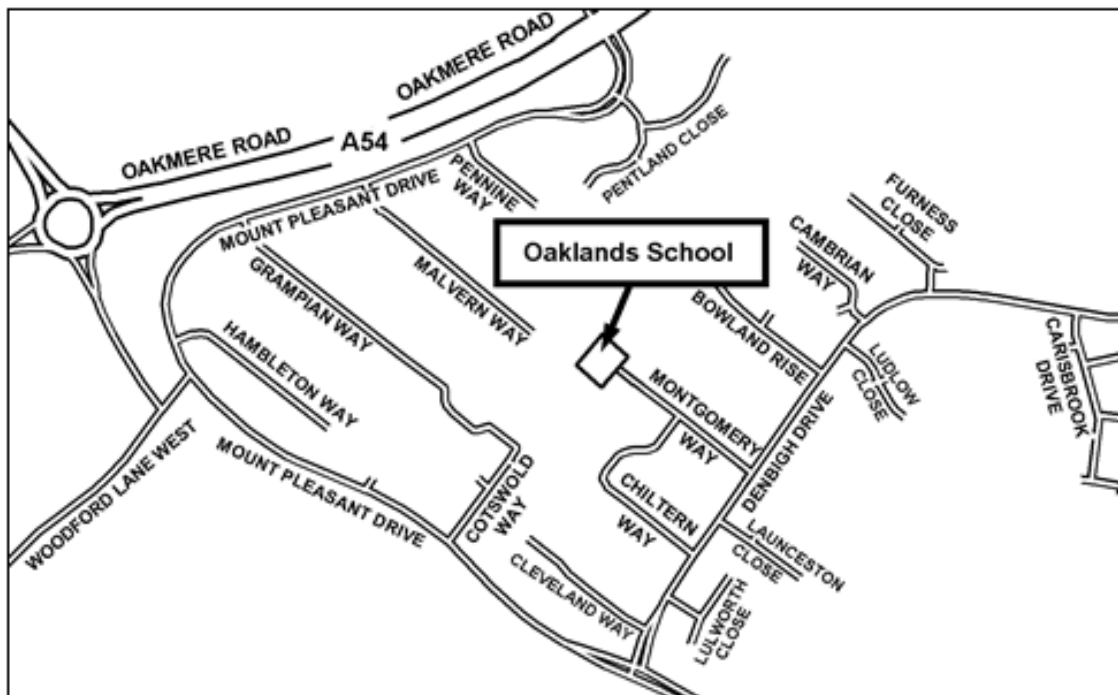 OAKMERE ROAD
OAKMERE ROAD
A54
MOUNT PLEASANT DRIVE
PENNINE
WAY
PENTLAND CLOSE
FURNESS
CLOSE
CAMBRIAN
WAY
Oaklands School
GRAMPIAN WAY
MALVERN WAY
BOWLAND RISE
HAMBLETON WAY
MONTGOMERY
WAY
LUDLOW
CLOSE
CARISBROOK
DRIVE
DENBIGH DRIVE
WOODFORD LANE WEST
MOUNT PLEASANT DRIVE
COTSWOLD
WAY
CHILTERN
WAY
LAUNCESTON
CLOSE
CLEVELAND WAY
LULWORTH
CLOSE